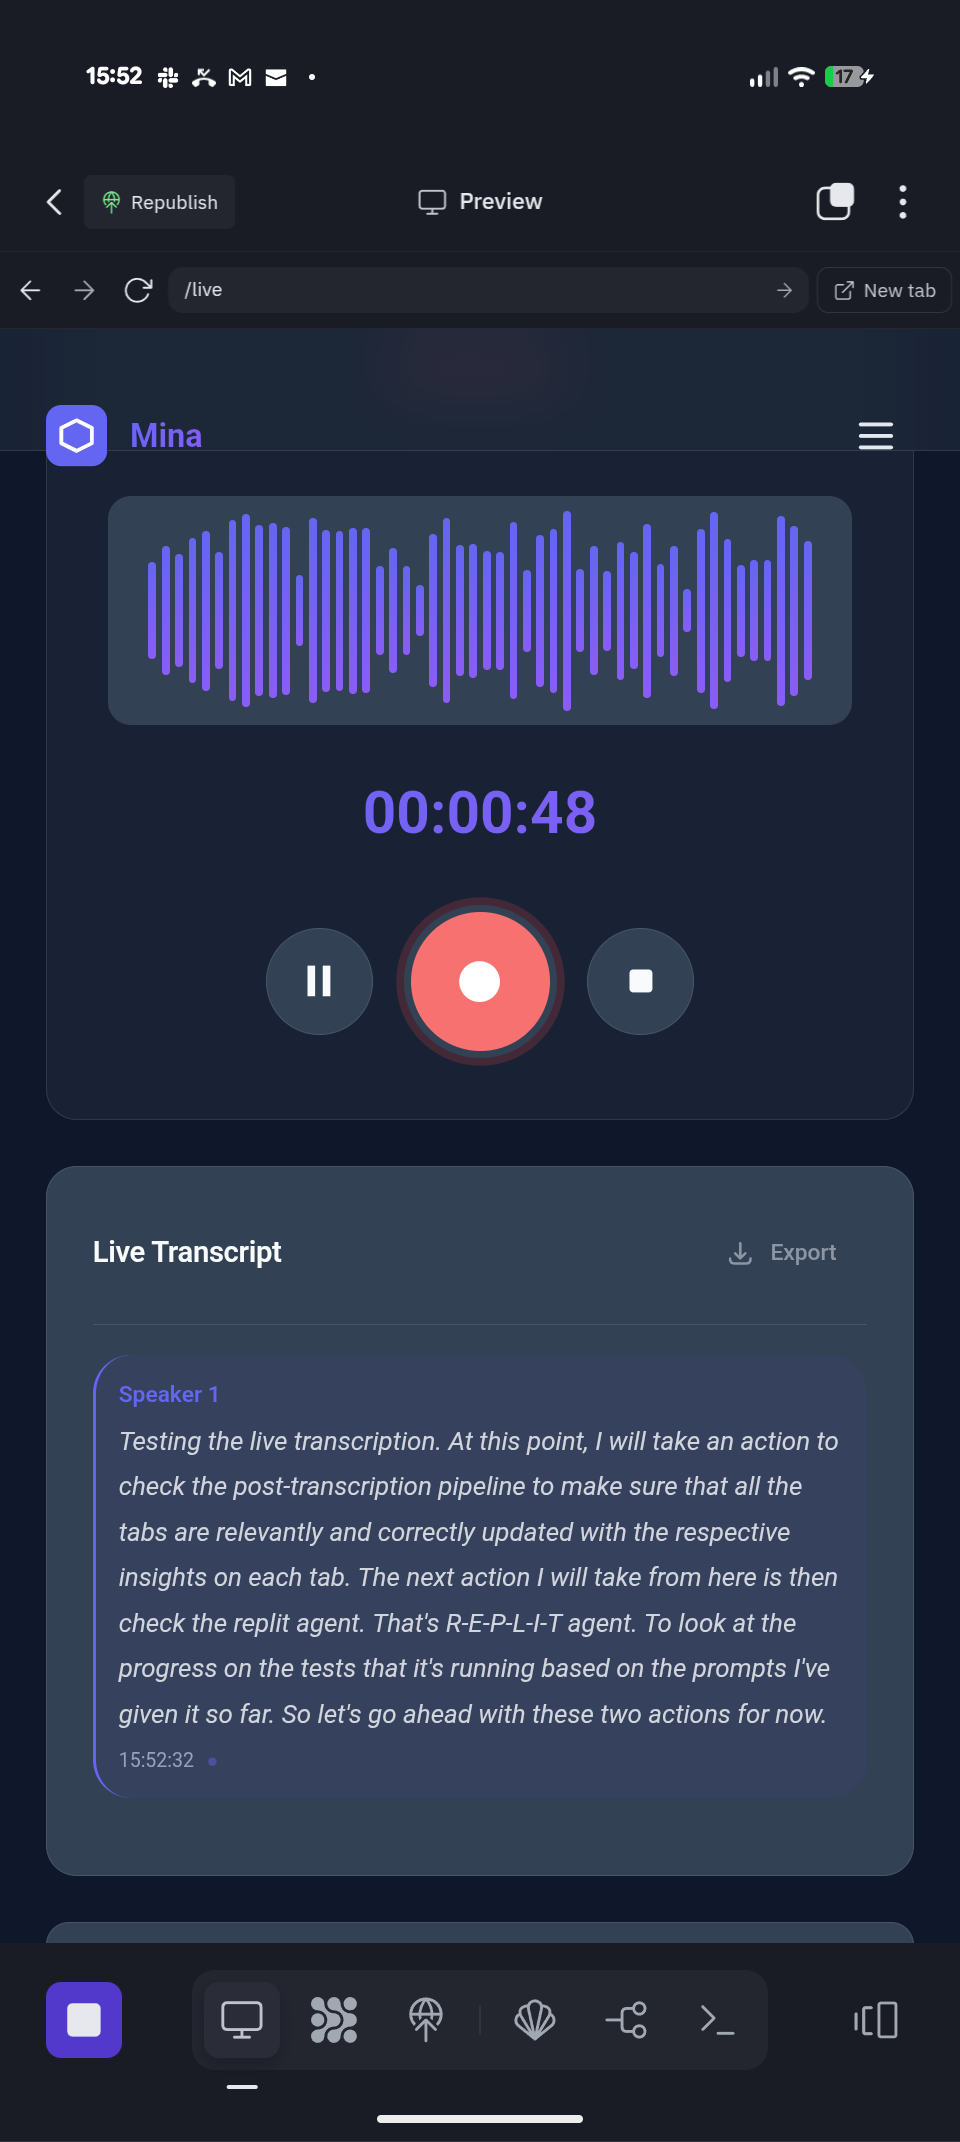 15:52
17
Republish
Preview
/live
New tab
Mina
00:00:48
Live Transcript
Export
Speaker 1
Testing the live transcription. At this point, I will take an action to
check the post-transcription pipeline to make sure that all the
tabs are relevantly and correctly updated with the respective
insights on each tab. The next action I will take from here is then
check the replit agent. That's R-E-P-L-I-T agent. To look at the
progress on the tests that it's running based on the prompts I've
given it so far. So let's go ahead with these two actions for now.
15:52:32